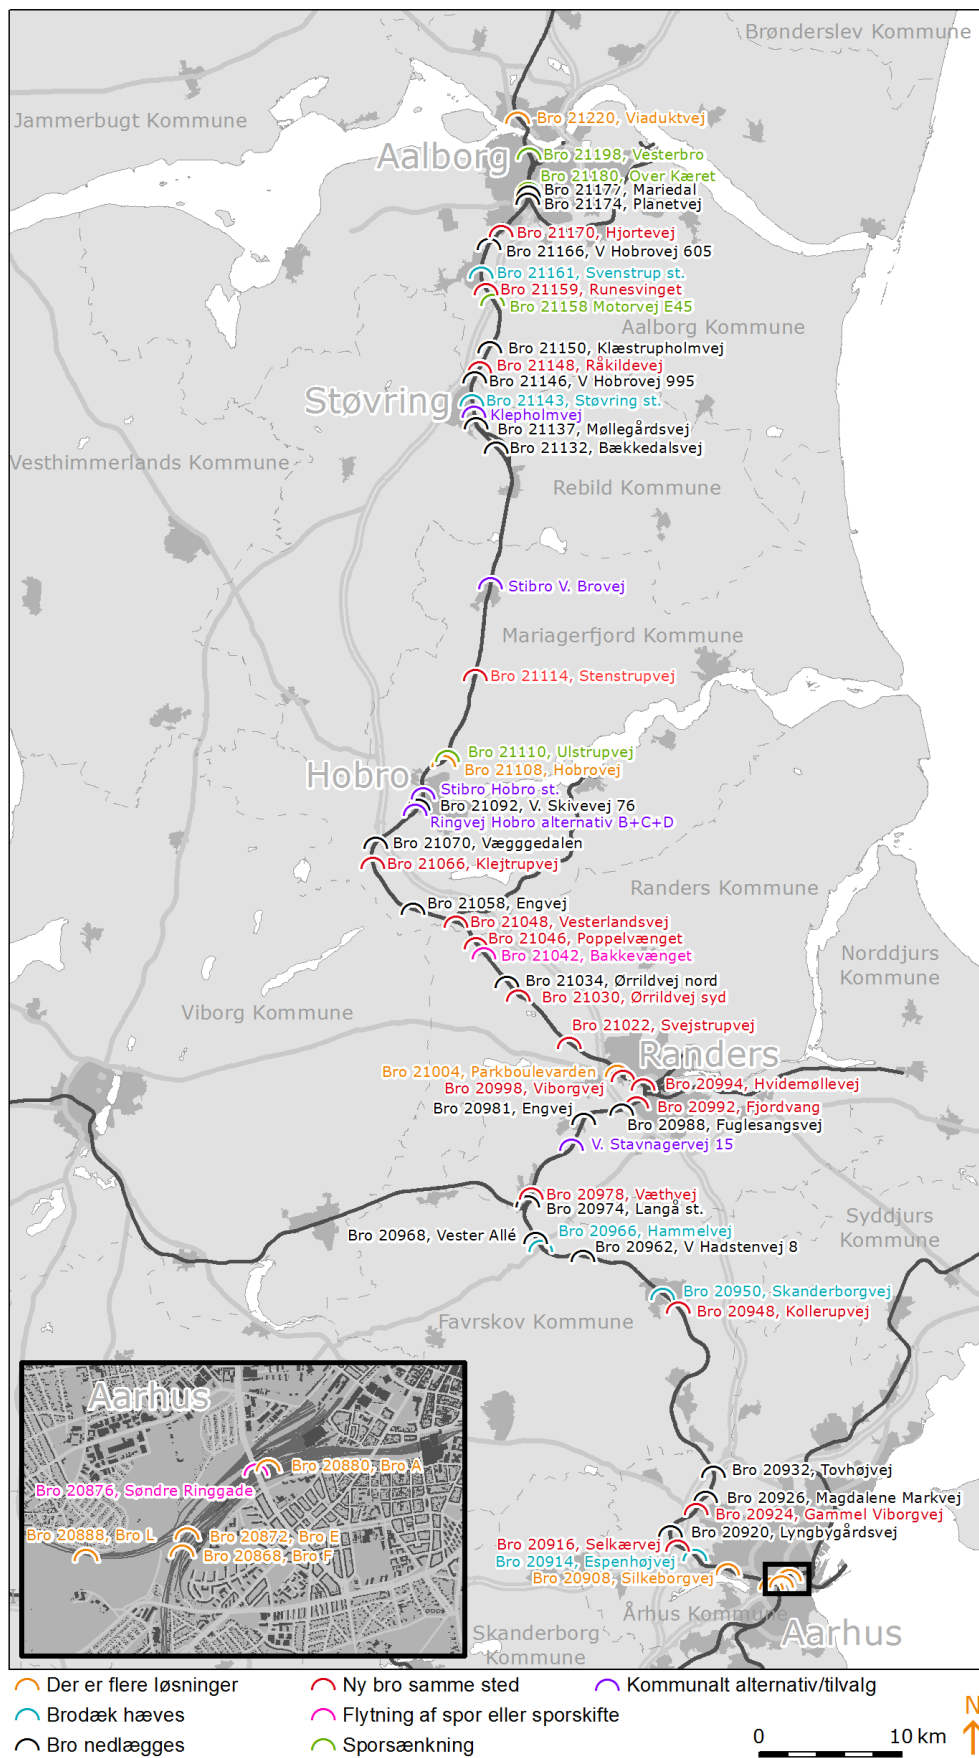 Brønderslev Kommune
Jammerbugt Kommune
Bro 21220, Viaduktvej
Aalborg
Bro 21198, Vesterbro
Bro 21180, Over Kæret
Bro 21177, Mariedal
Bro 21174, Planetvej
Bro 21170, Hjortevej
Bro 21166, V Hobrovej 605
Bro 21161, Svenstrup st.
Bro 21159, Runesvinget
Bro 21158 Motorvej E45
Aalborg Kommune
Bro 21150, Klæstrupholmvej
Bro 21148, Råkildevej
Bro 21146, V Hobrovej 995
Støvring
Bro 21143, Støvring st.
Klepholmvej
Bro 21137, Møllegårdsvej
Bro 21132, Bækkedalsvej
Vesthimmerlands Kommune
Rebild Kommune
Stibro V. Brovej
Mariagerfjord Kommune
Bro 21114, Stenstrupvej
Bro 21110, Ulstrupvej
Bro 21108, Hobrovej
Hobro
Stibro Hobro st.
Bro 21092, V. Skivevej 76
Ringvej Hobro alternativ B+C+D
Bro 21070, Vægggedalen
Bro 21066, Klejtrupvej
Randers Kommune
Bro 21058, Engvej
Bro 21048, Vesterlandsvej
Bro 21046, Poppelvænget
Bro 21042, Bakkevænget
Norddjurs
Kommune
Bro 21034, Ørrildvej nord
Bro 21030, Ørrildvej syd
Viborg Kommune
Bro 21022, Svejstrupvej
Randers
Bro 21004, Parkboulevarden
Bro 20998, Viborgvej
Bro 20994, Hvidemøllevej
Bro 20992, Fjordvang
Bro 20981, Engvej
Bro 20988, Fuglesangsvej
V. Stavnagervej 15
Bro 20978, Væthvej
Bro 20974, Langå st.
Syddjurs
Kommune
Bro 20968, Vester Allé
Bro 20966, Hammelvej
Bro 20962, V Hadstenvej 8
Bro 20950, Skanderborgvej
Bro 20948, Kollerupvej
Favrskov Kommune
Aarhus
Bro 20880, Bro A
Bro 20876, Søndre Ringgade
Bro 20888, Bro L
Bro 20872, Bro E
Bro 20868, Bro F
Bro 20932, Tovhøjvej
Bro 20926, Magdalene Markvej
Bro 20924, Gammel Viborgvej
Bro 20920, Lyngbygårdsvej
Bro 20916, Selkærvej
Bro 20914, Espenhøjvej
Bro 20908, Silkeborgvej
Århus Kommune
Aarhus
Skanderborg
Kommune
Der er flere løsninger
Ny bro samme sted
Kommunalt alternativ/tilvalg
Brodæk hæves
Flytning af spor eller sporskifte
Bro nedlægges
Sporsænkning
0 10 km
N